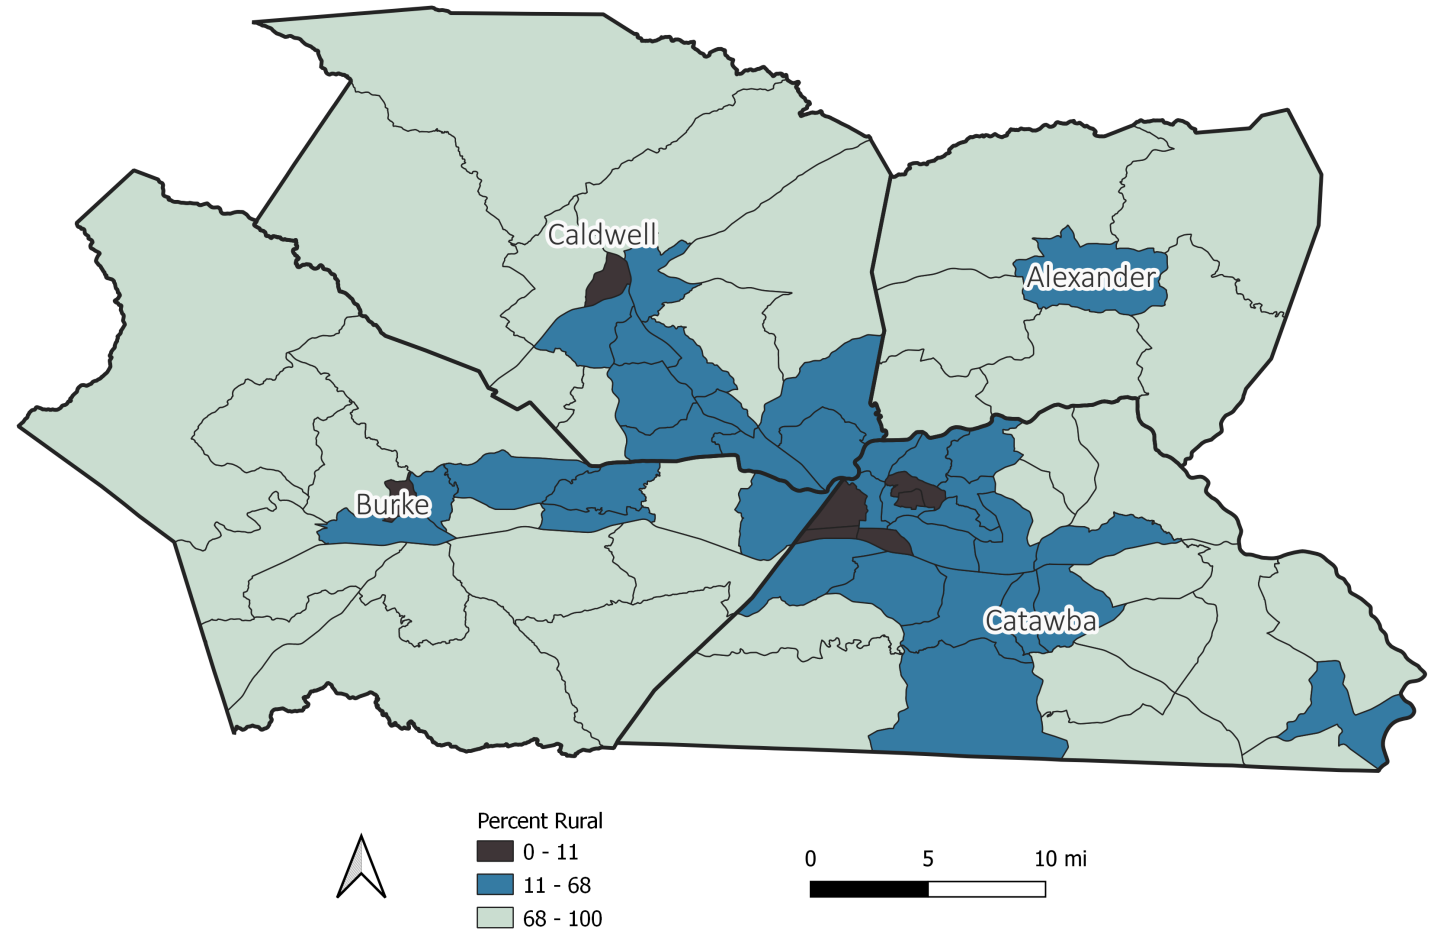 Caldwell
Alexander
Burke
Catawba
Percent Rural
0 - 11
11 - 68
68 - 100
0 5 10 mi